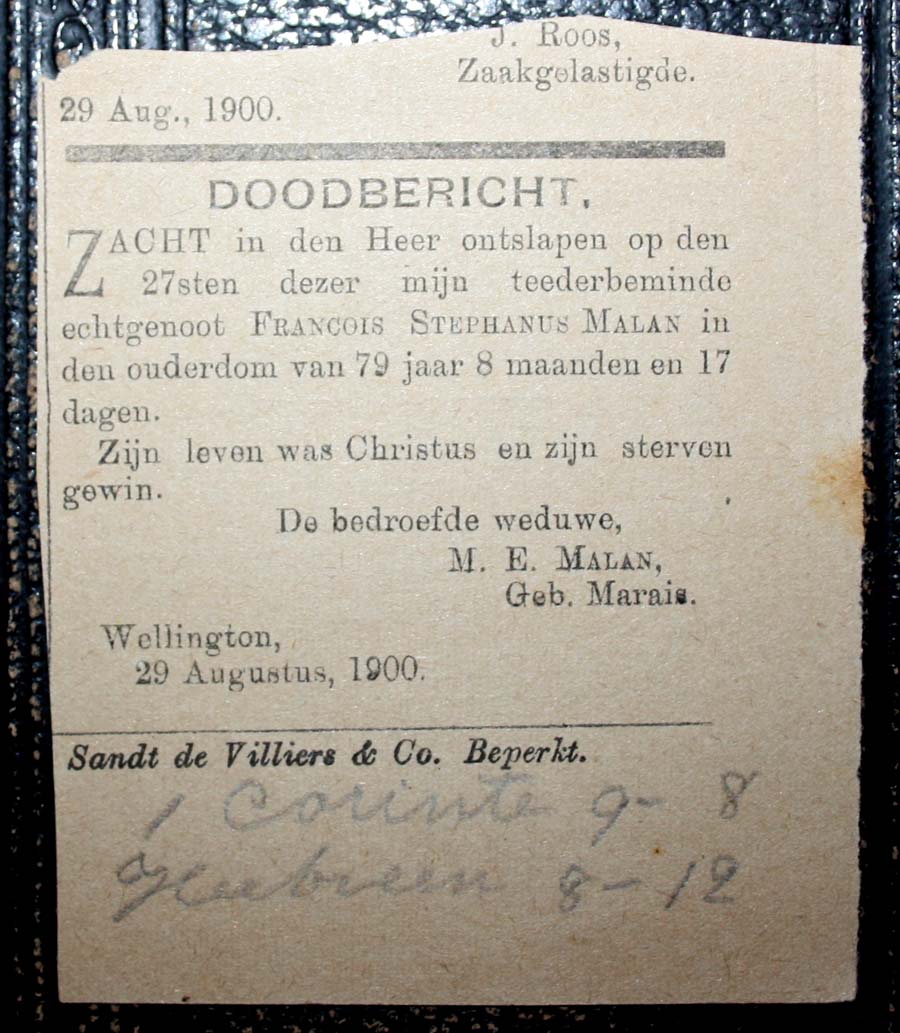 J. Roos,
Zaakgelastigde.
29 Aug., 1900.
DOODBERICHT.
ZACHT in den Heer ontslapen op den
27sten dezer mijn teederbeminde
echtgenoot FRANCOIS STEPHANUS MALAN in
den ouderdom van 79 jaar 8 maanden en 17
dagen.
Zijn leven was Christus en zijn sterven
gewin.
De bedroefde weduwe,
M. E. MALAN,
Geb. Marais.
Wellington,
29 Augustus, 1900.
Sandt de Villiers & Co. Beperkt.
1 Corinte 9 - 8
Heebreen 8 - 12